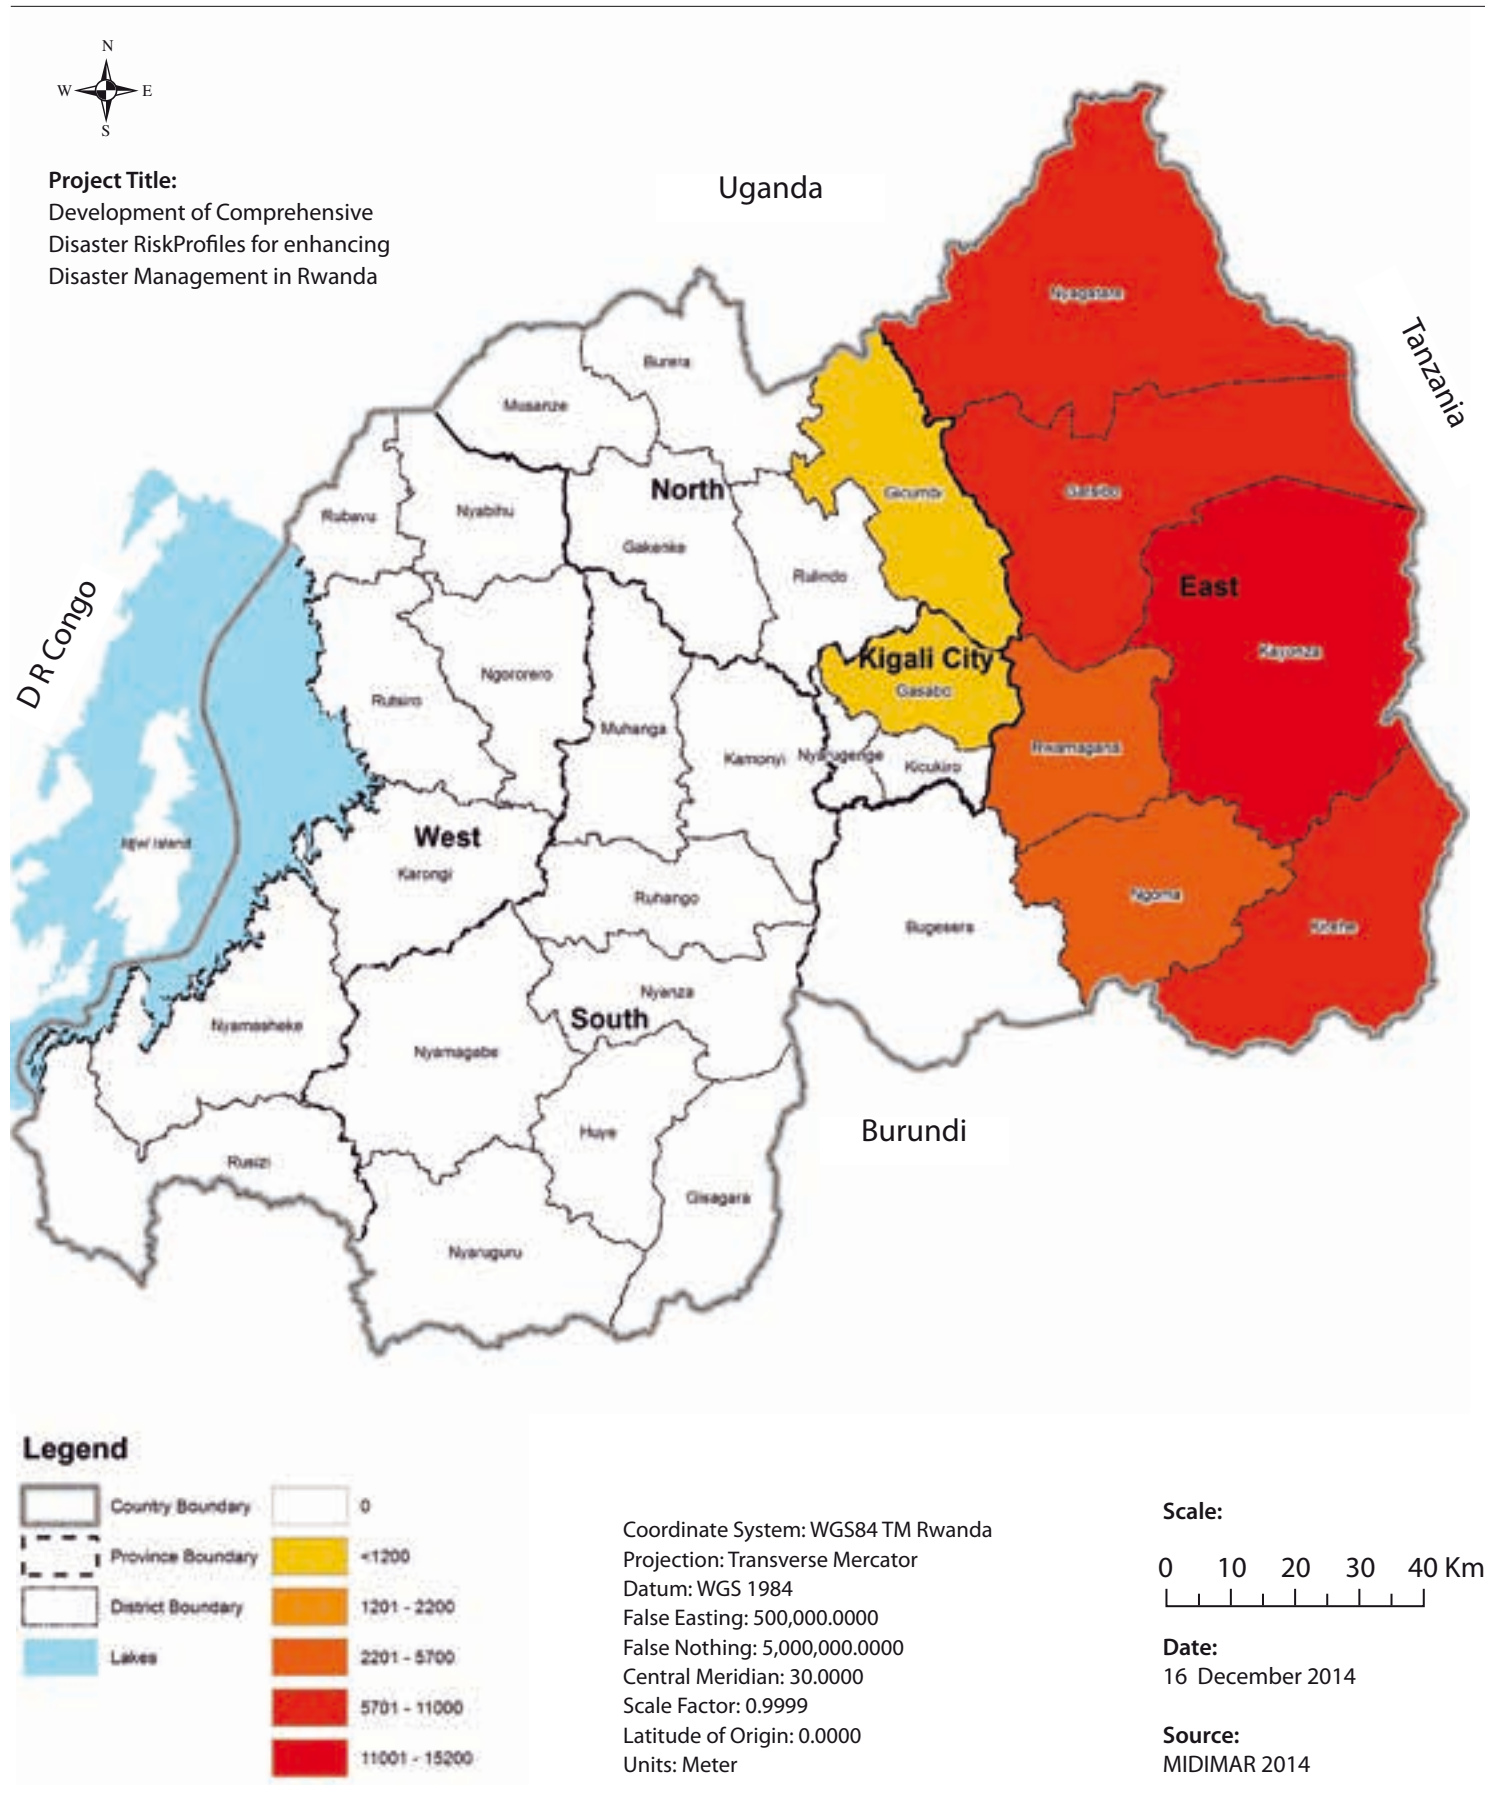 N
W
E
S
Project Title:
Development of Comprehensive
Disaster RiskProfiles for enhancing
Disaster Management in Rwanda
Uganda
Tanzania
D R Congo
Burundi
Nyagatare
Burera
Musanze
North
Gicumbi
Gatsibo
Rubavu
Nyabihu
Gakenke
Rulindo
East
Kayonza
Kigali City
Gasabo
Ngororero
Rutsiro
Muhanga
Kamonyi
Nyarugenge
Kicukiro
Rwamagana
West
Karongi
Idjwi Island
Ruhango
Bugesera
Ngoma
Kirehe
Nyanza
South
Nyamasheke
Nyamagabe
Huye
Rusizi
Gisagara
Nyaruguru
Legend
Country Boundary
Province Boundary
District Boundary
Lakes
0
<1200
1201 - 2200
2201 - 5700
5701 - 11000
11001 - 15200
Coordinate System: WGS84 TM Rwanda
Projection: Transverse Mercator
Datum: WGS 1984
False Easting: 500,000.0000
False Nothing: 5,000,000.0000
Central Meridian: 30.0000
Scale Factor: 0.9999
Latitude of Origin: 0.0000
Units: Meter
Scale:
0 10 20 30 40 Km
Date:
16 December 2014
Source:
MIDIMAR 2014